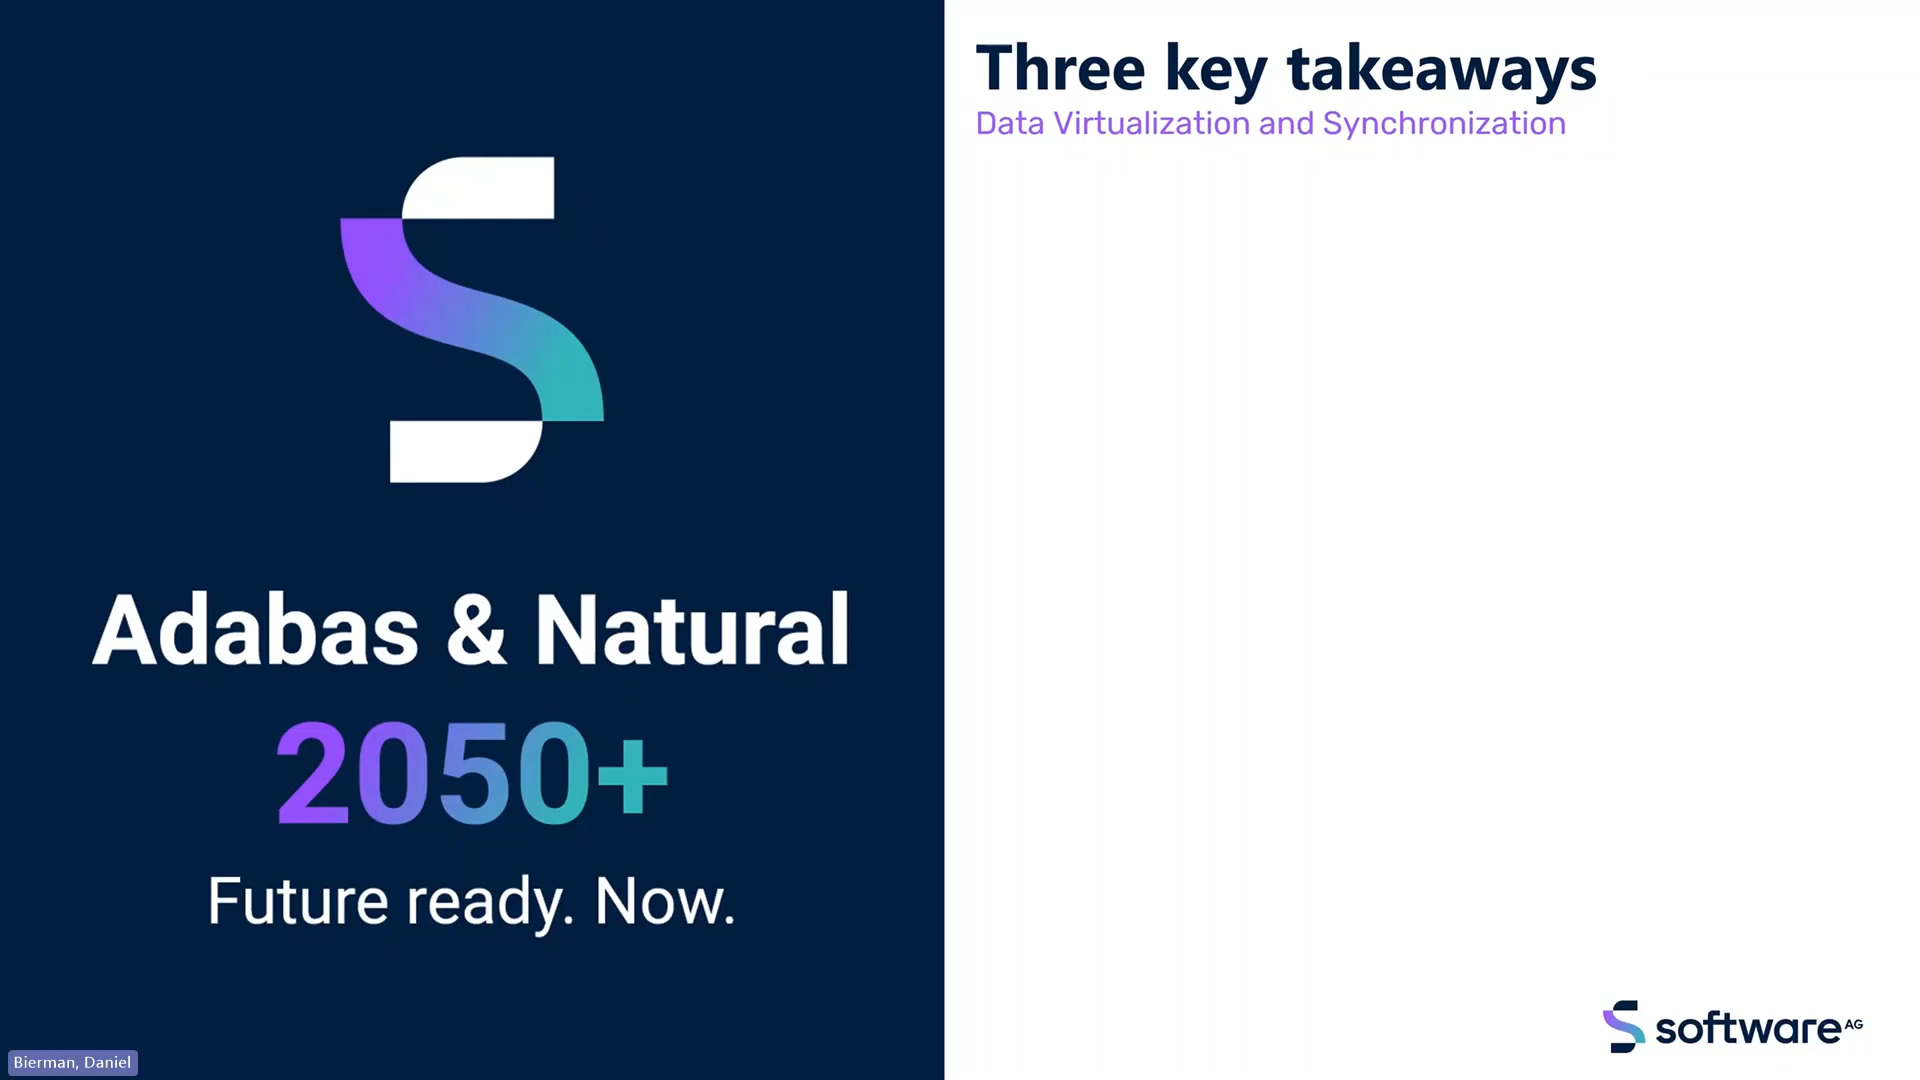 Three key takeaways
Data Virtualization and Synchronization
Adabas & Natural
2050+
Future ready. Now.
software AG
Bierman, Daniel